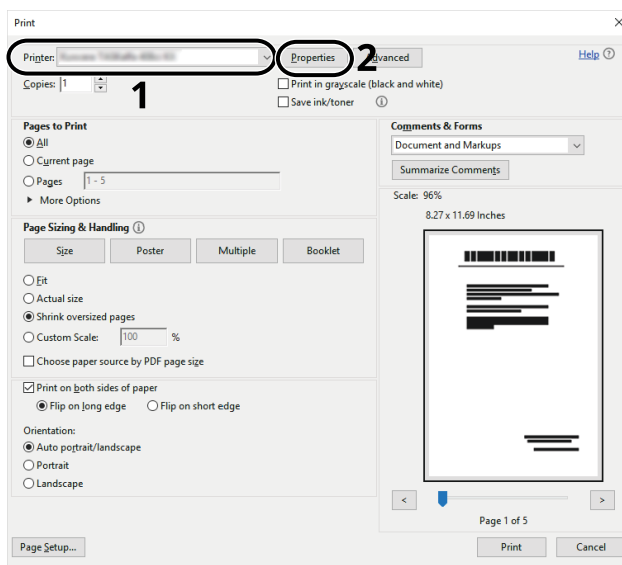 Print
Printer:
Properties
2
Advanced
Help
Copies: 1
1
Print in grayscale (black and white)
Save ink/toner
Pages to Print
All
Current page
Pages 1 - 5
More Options
Comments & Forms
Document and Markups
Summarize Comments
Scale: 96%
8.27 x 11.69 Inches
Page Sizing & Handling
Size Poster Multiple Booklet
Fit
Actual size
Shrink oversized pages
Custom Scale: 100 %
Choose paper source by PDF page size
Print on both sides of paper
Flip on long edge Flip on short edge
Orientation:
Auto portrait/landscape
Portrait
Landscape
< >
Page 1 of 5
Page Setup... Print Cancel